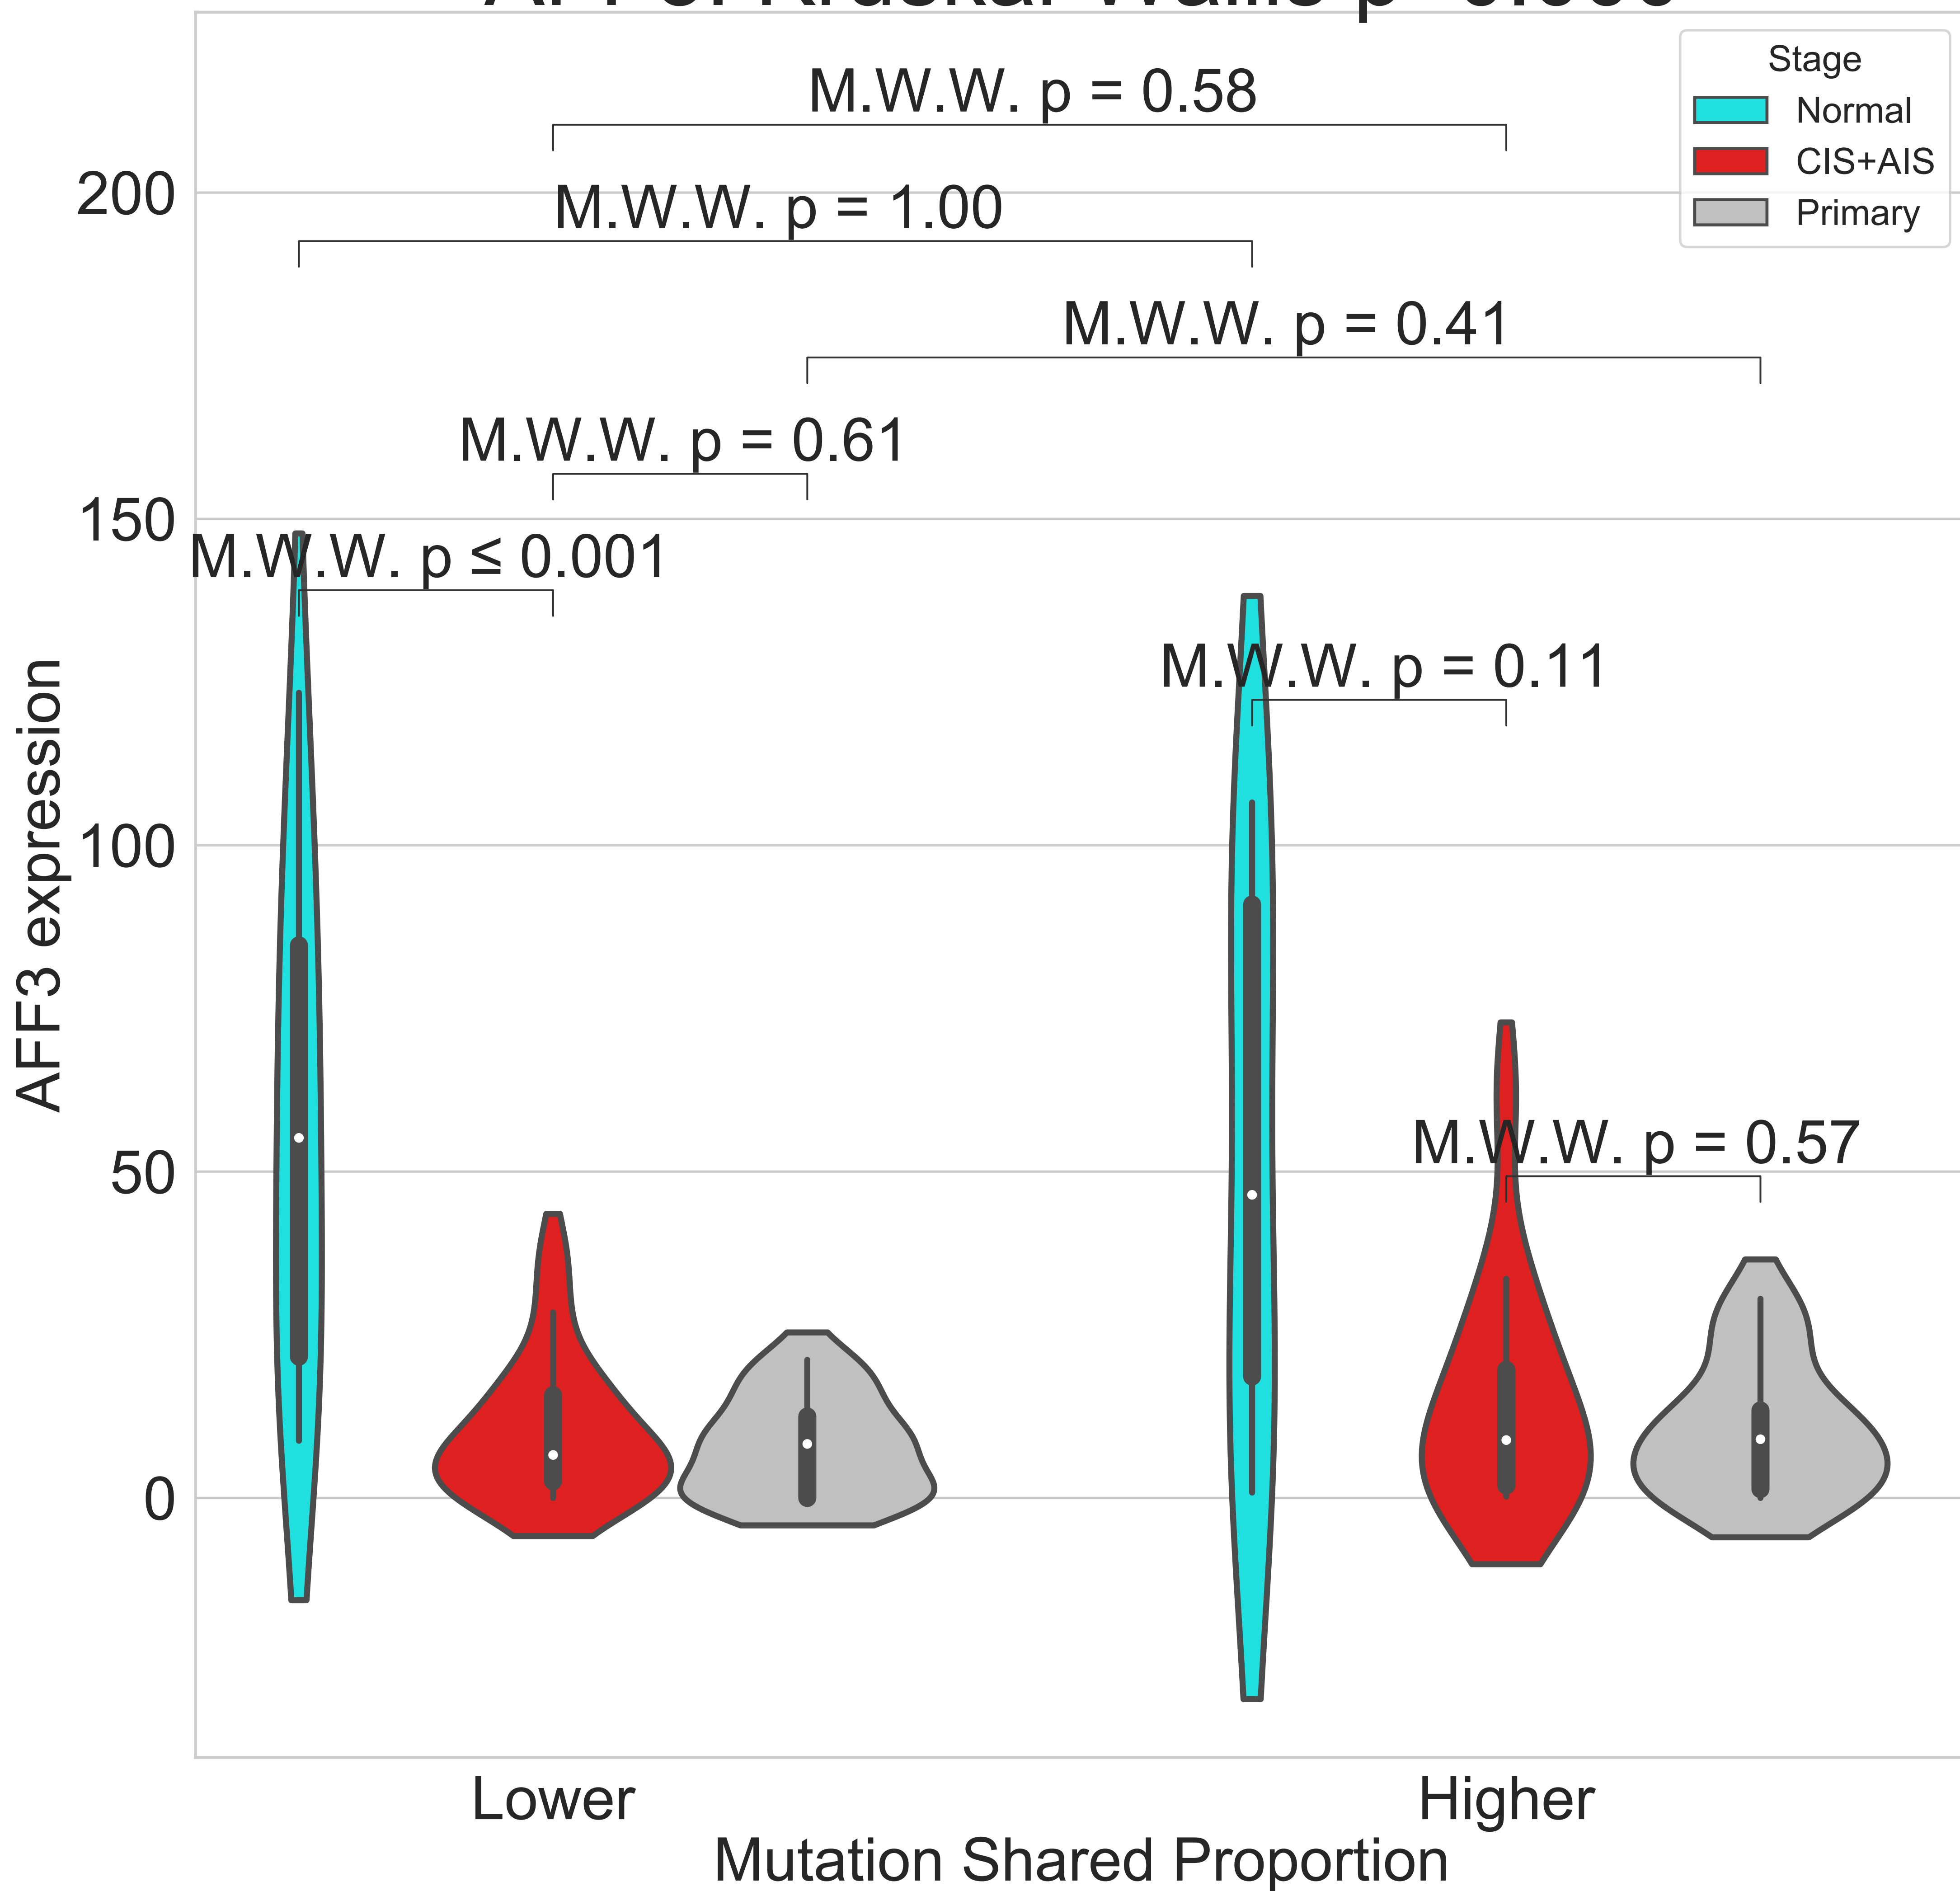 Stage
Normal
CIS+AIS
Primary
M.W.W. p = 0.58
200
M.W.W. p = 1.00
M.W.W. p = 0.41
M.W.W. p = 0.61
150
M.W.W. p ≤ 0.001
M.W.W. p = 0.11
100
AFF3 expression
M.W.W. p = 0.57
50
0
Lower
Higher
Mutation Shared Proportion